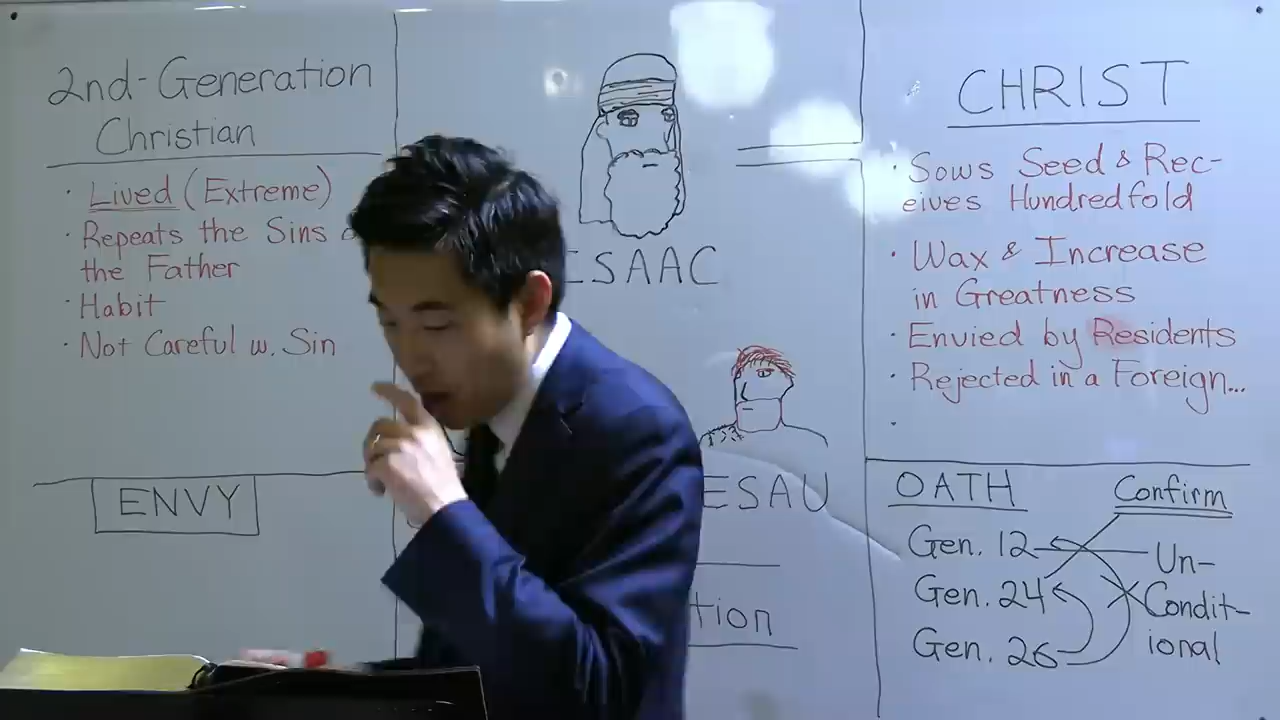 2nd-Generation
Christian
· Lived (Extreme)
· Repeats the Sins
the Father
· Habit
· Not Careful w. Sin
ENVY
ISAAC
ESAU
tion
CHRIST
· Sows Seed & Rec-
eives Hundredfold
· Wax & Increase
in Greatness
· Envied by Residents
· Rejected in a Foreign...
·
OATH
Confirm
Gen. 12
Un-
Gen. 24
Condit-
Gen. 26
ional